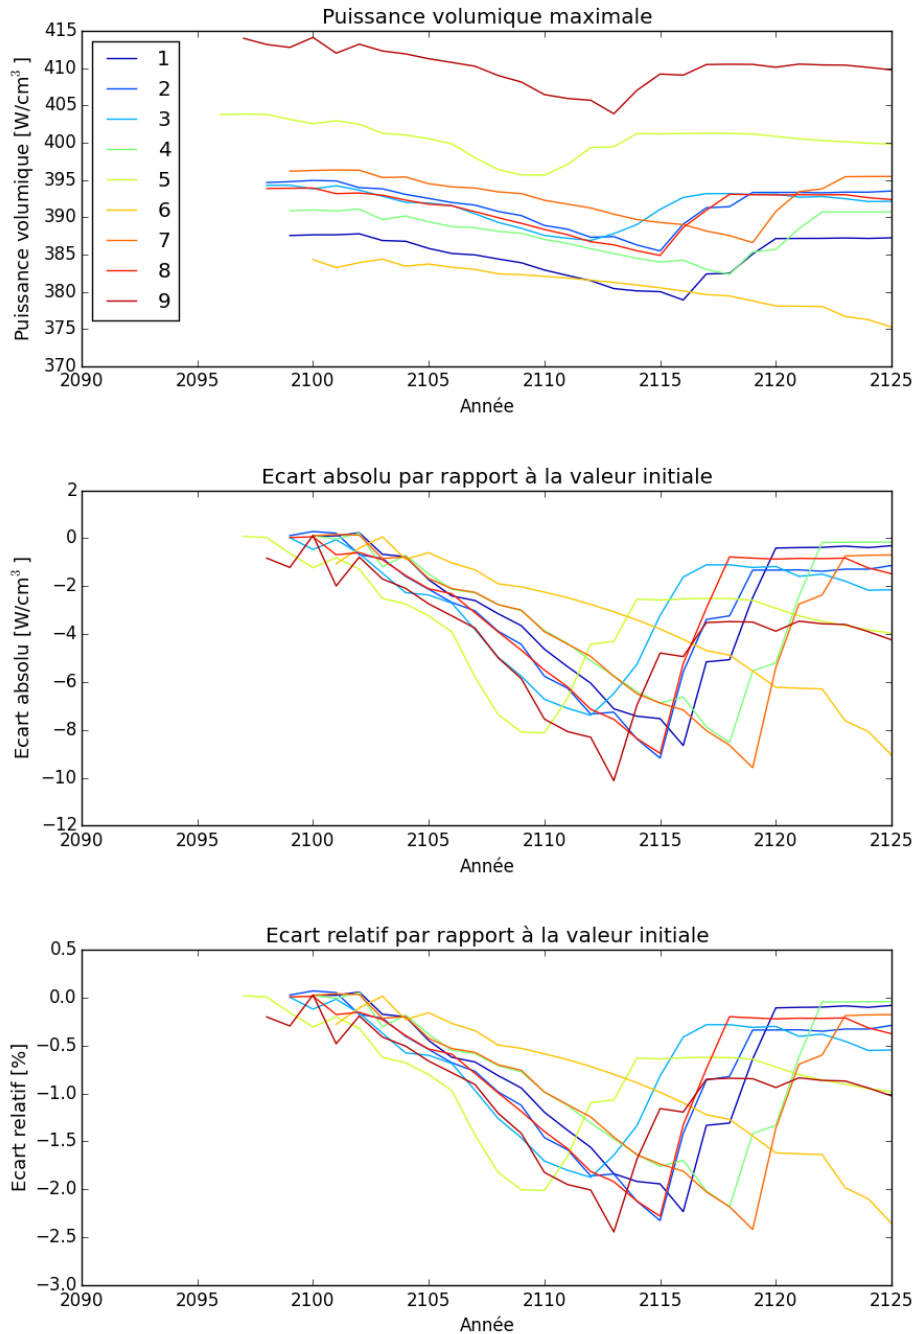 Puissance volumique maximale
Puissance volumique [W/cm³ ]
415
410
405
400
395
390
385
380
375
370
1
2
3
4
5
6
7
8
9
2090 2095 2100 2105 2110 2115 2120 2125
Année
Ecart absolu par rapport à la valeur initiale
Ecart absolu [W/cm³ ]
2
0
−2
−4
−6
−8
−10
−12
2090 2095 2100 2105 2110 2115 2120 2125
Année
Ecart relatif par rapport à la valeur initiale
Ecart relatif [%]
0.5
0.0
−0.5
−1.0
−1.5
−2.0
−2.5
−3.0
2090 2095 2100 2105 2110 2115 2120 2125
Année